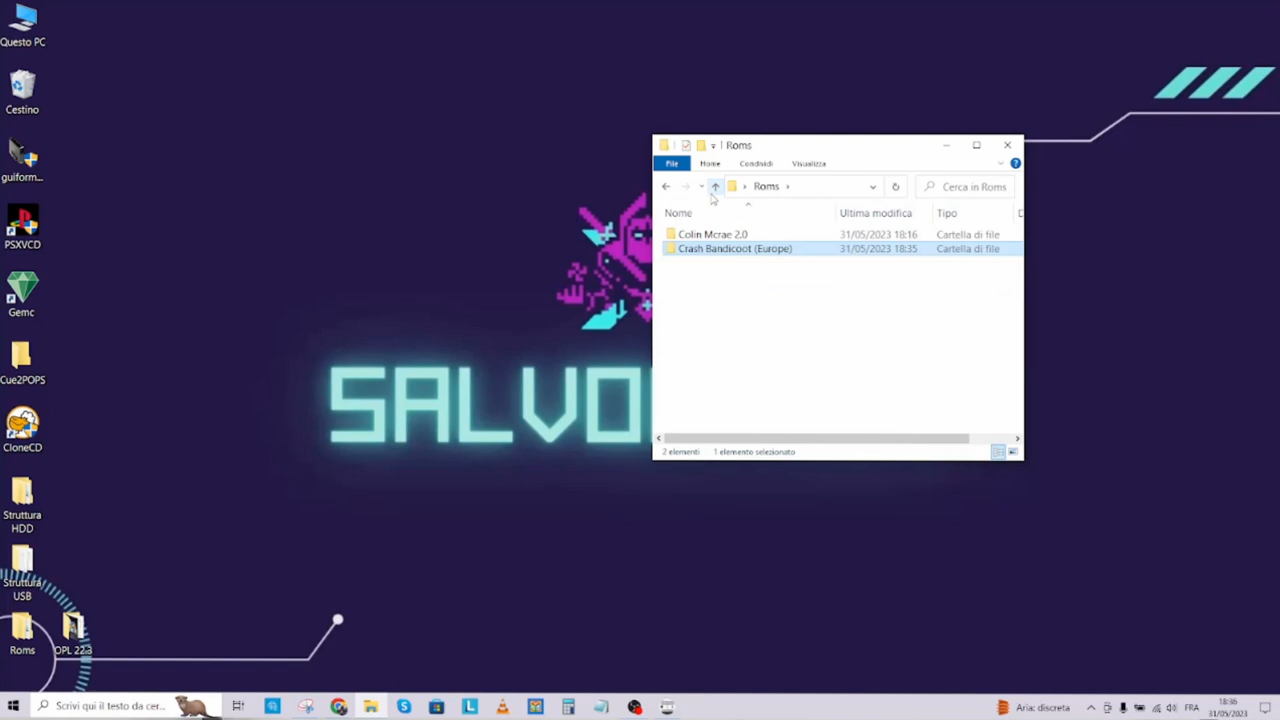 Questo PC
Cestino
guiform...
PSXVCD
Gemc
Cue2POPS
CloneCD
Struttura
HDD
Struttura
USB
Roms
OPL 22.3
SALVO
Roms
File
Home
Condividi
Visualizza
Roms
Cerca in Roms
Nome
Ultima modifica
Tipo
D
Colin Mcrae 2.0
31/05/2023 18:16
Cartella di file
Crash Bandicoot (Europe)
31/05/2023 18:35
Cartella di file
2 elementi
1 elemento selezionato
Scrivi qui il testo da cer...
Aria: discreta
FRA
18:36
31/05/2023